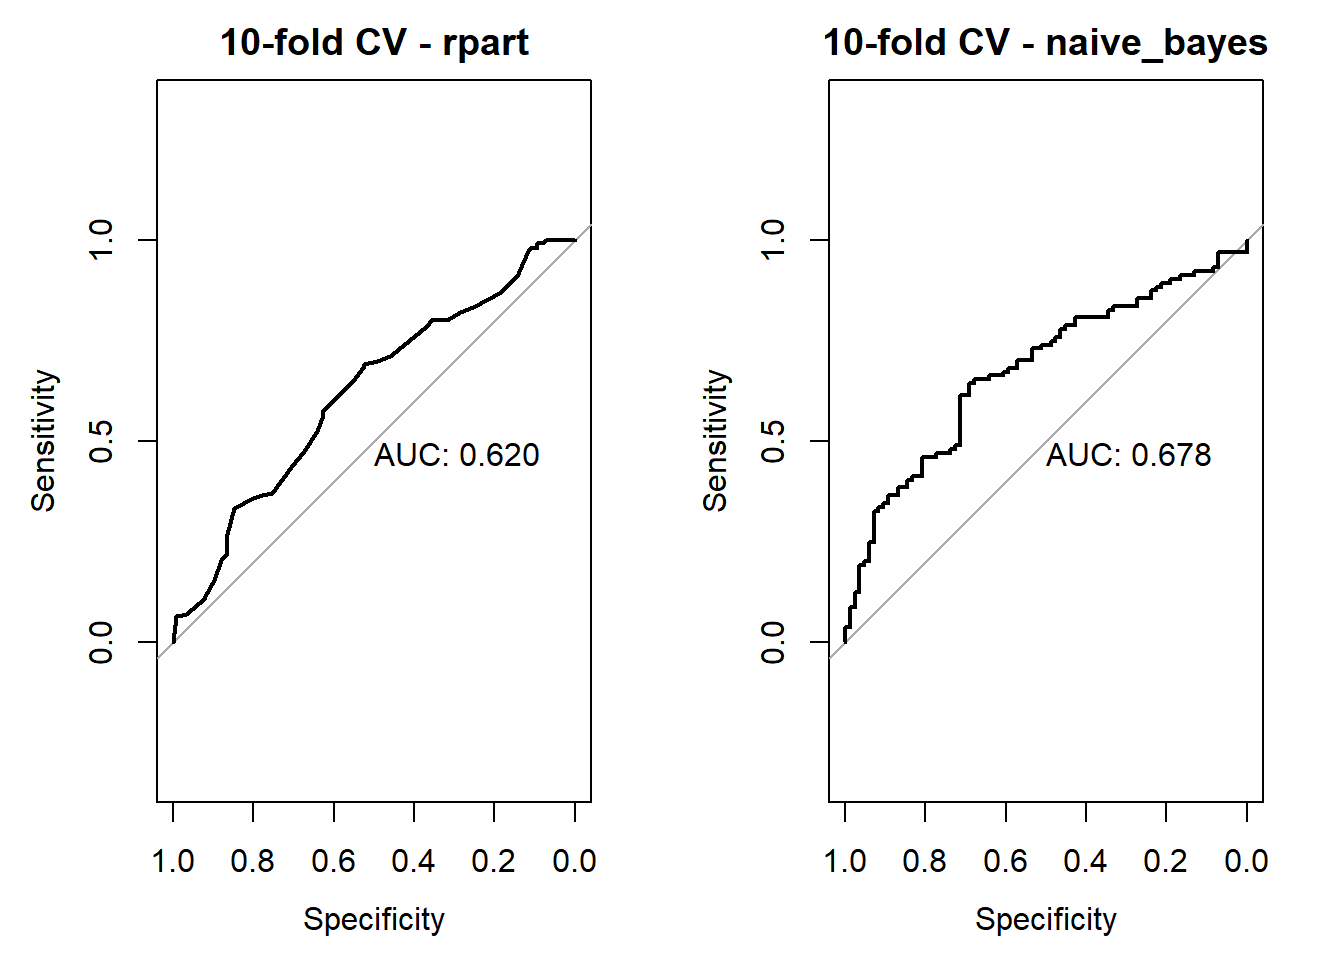 10-fold CV - rpart
1.0
0.5
0.0
Sensitivity
AUC: 0.620
1.0 0.8 0.6 0.4 0.2 0.0
Specificity
10-fold CV - naive_bayes
1.0
0.5
0.0
Sensitivity
AUC: 0.678
1.0 0.8 0.6 0.4 0.2 0.0
Specificity